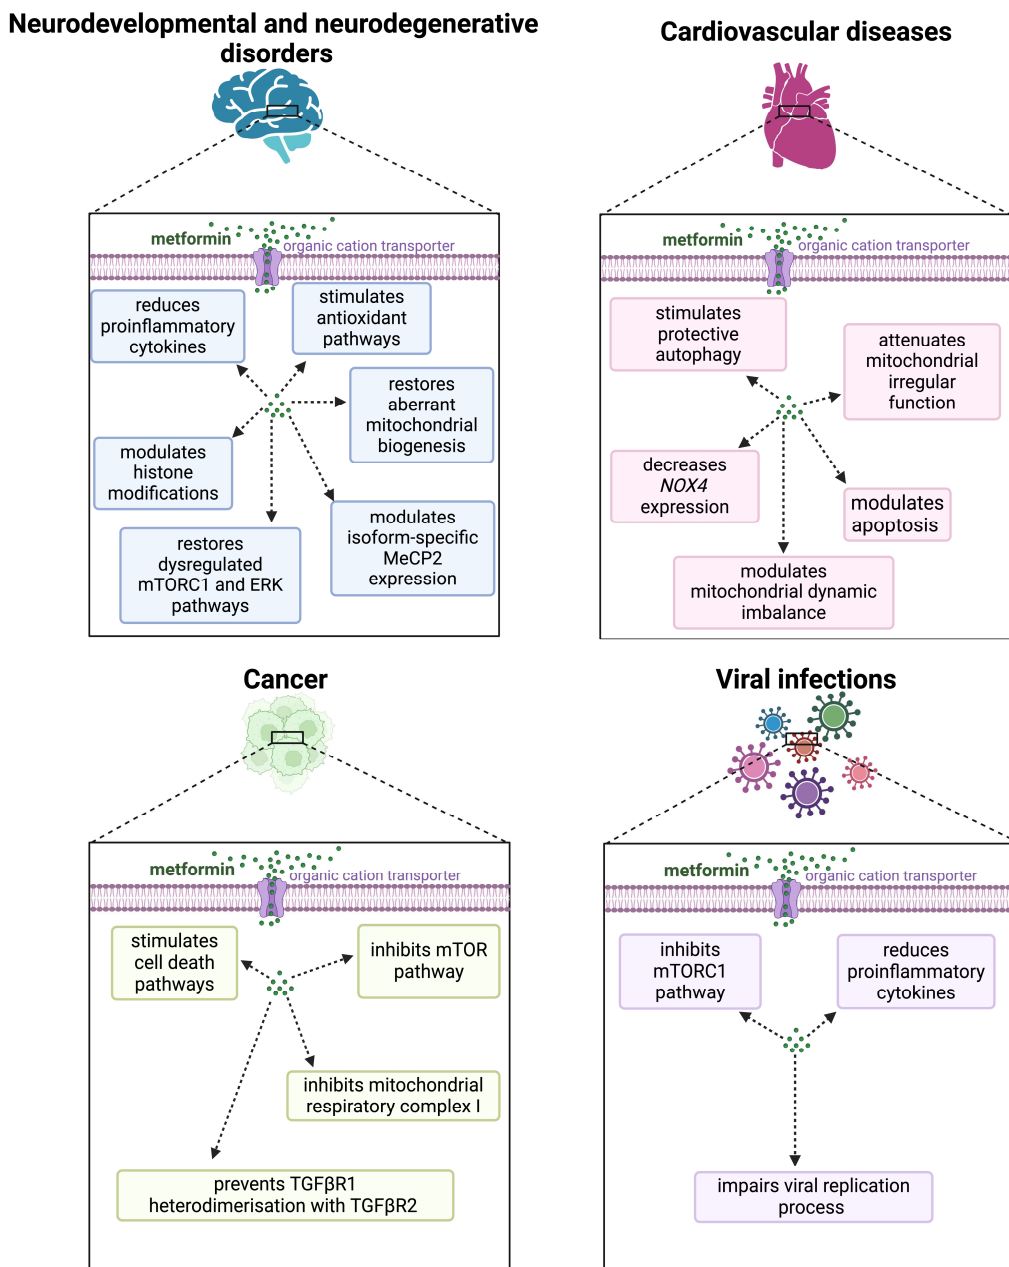 Neurodevelopmental and neurodegenerative
disorders
metformin
organic cation transporter
reduces
proinflammatory
cytokines
stimulates
antioxidant
pathways
restores
aberrant
mitochondrial
biogenesis
modulates
histone
modifications
modulates
isoform-specific
MeCP2
expression
restores
dysregulated
mTORC1 and ERK
pathways
Cardiovascular diseases
metformin
organic cation transporter
stimulates
protective
autophagy
attenuates
mitochondrial
irregular
function
decreases
NOX4
expression
modulates
apoptosis
modulates
mitochondrial dynamic
imbalance
Cancer
metformin
organic cation transporter
stimulates
cell death
pathways
inhibits mTOR
pathway
inhibits mitochondrial
respiratory complex I
prevents TGFβR1
heterodimerisation with TGFβR2
Viral infections
metformin
organic cation transporter
inhibits
mTORC1
pathway
reduces
proinflammatory
cytokines
impairs viral replication
process